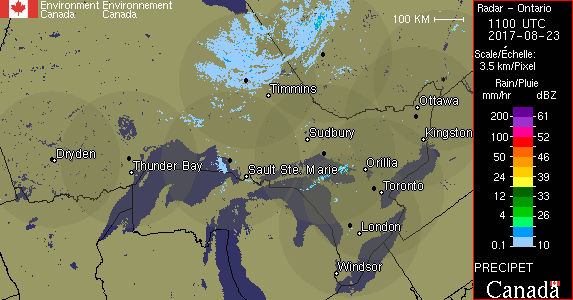 Environment Environnement
Canada Canada
100 KM
Timmins
Ottawa
Sudbury
Kingston
Dryden
Thunder Bay
Sault Ste. Marie
Orillia
Toronto
London
Windsor
Radar - Ontario
1100 UTC
2017-08-23
Scale/Échelle:
3.5 km/Pixel
Rain/Pluie
mm/hr dBZ
200 61
100 52
50 46
24 39
12 33
4 26
0.1 10
PRECIPET
Canada